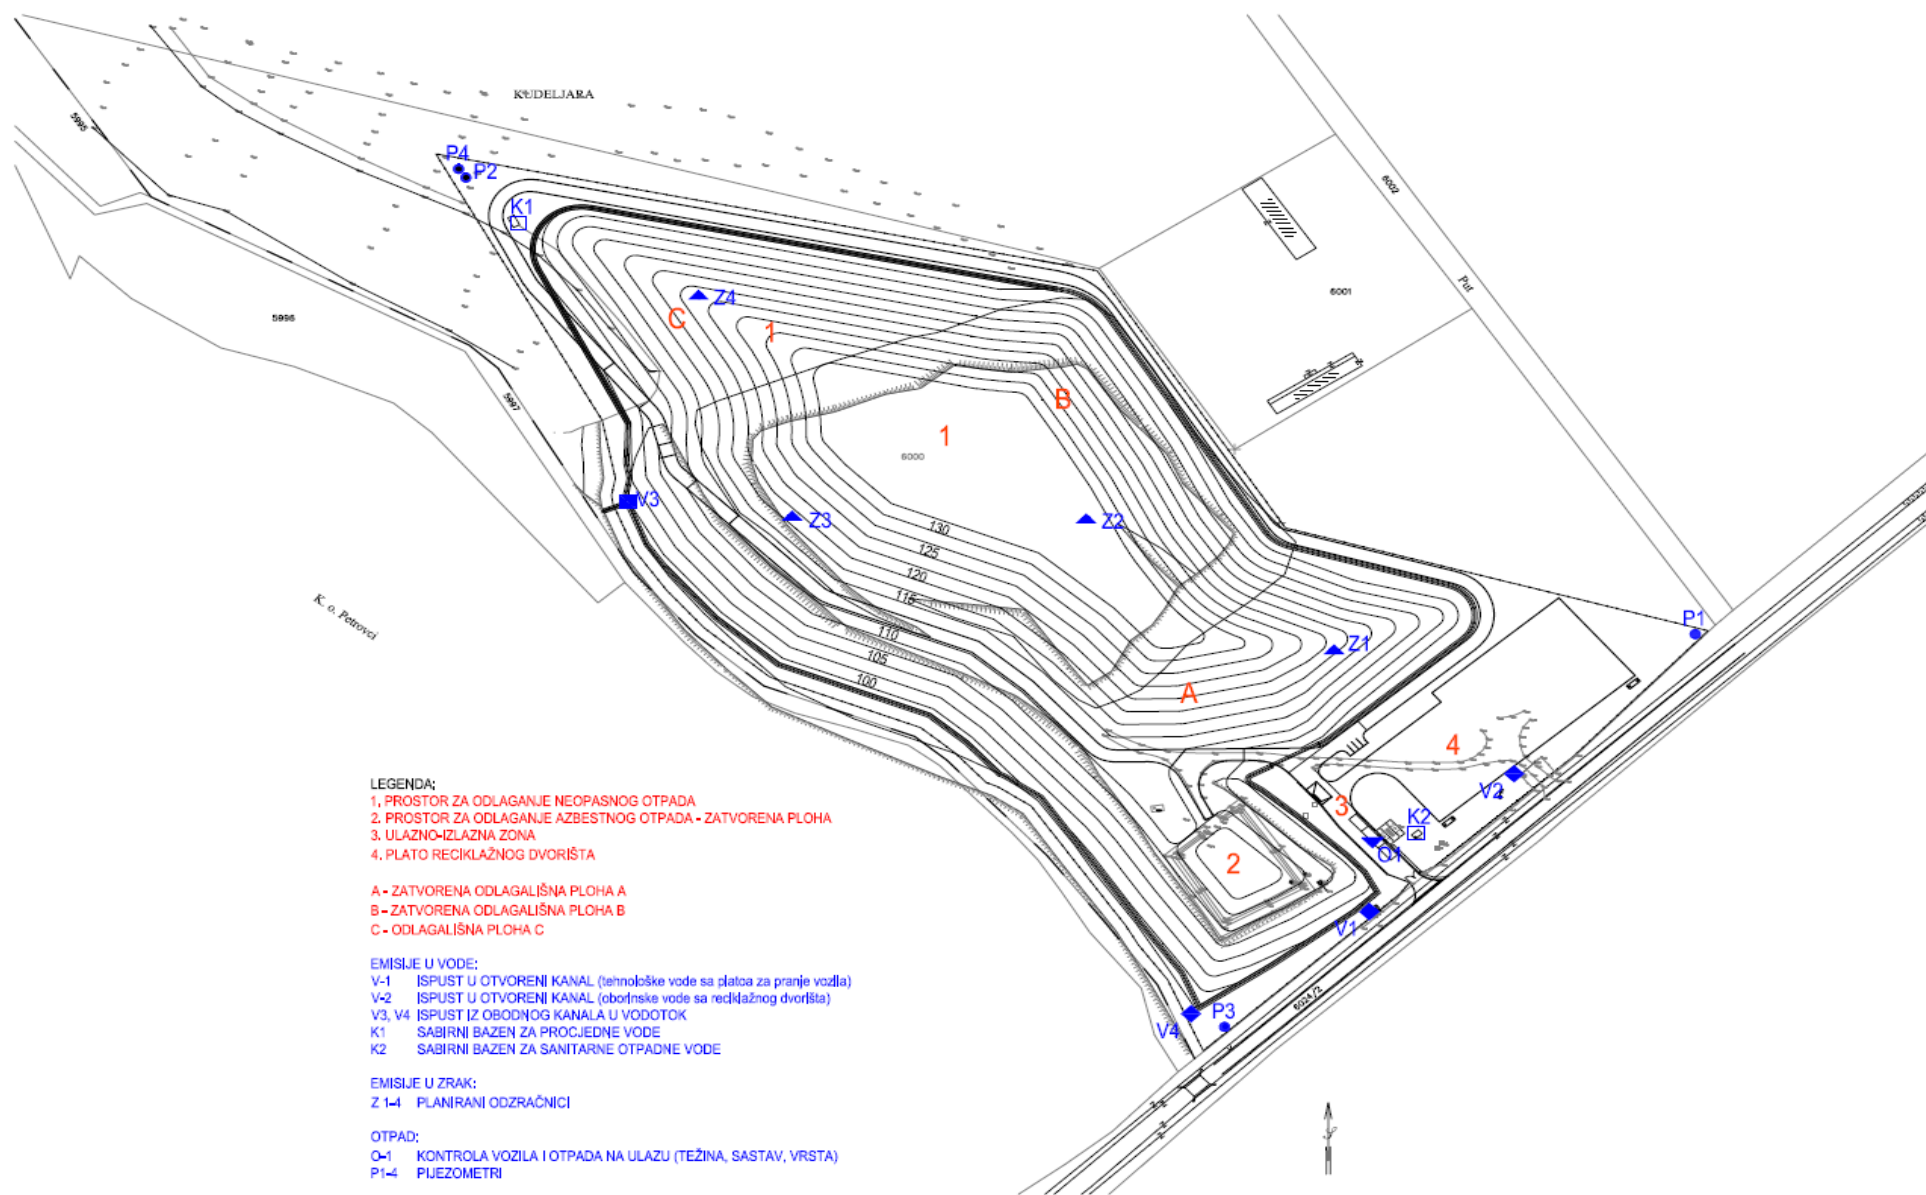 KUDELJARA
5995
P4
P2
K1
6002
Put
6001
5996
Z4
C
1
B
5997
1
6000
V3
Z3
Z2
130
125
120
115
110
105
100
K. o. Petrovci
P1
Z1
A
4
V2
3
K2
O1
2
V1
6024/2
P3
V4
LEGENDA:
1. PROSTOR ZA ODLAGANJE NEOPASNOG OTPADA
2. PROSTOR ZA ODLAGANJE AZBESTNOG OTPADA - ZATVORENA PLOHA
3. ULAZNO-IZLAZNA ZONA
4. PLATO RECIKLAŽNOG DVORIŠTA
A - ZATVORENA ODLAGALIŠNA PLOHA A
B - ZATVORENA ODLAGALIŠNA PLOHA B
C - ODLAGALIŠNA PLOHA C
EMISIJE U VODE:
V-1 ISPUST U OTVORENI KANAL (tehnološke vode sa platoa za pranje vozila)
V-2 ISPUST U OTVORENI KANAL (oborinske vode sa reciklažnog dvorišta)
V3, V4 ISPUST IZ OBODNOG KANALA U VODOTOK
K1 SABIRNI BAZEN ZA PROCJEDNE VODE
K2 SABIRNI BAZEN ZA SANITARNE OTPADNE VODE
EMISIJE U ZRAK:
Z 1-4 PLANIRANI ODZRAČNICI
OTPAD:
O-1 KONTROLA VOZILA I OTPADA NA ULAZU (TEŽINA, SASTAV, VRSTA)
P1-4 PIJEZOMETRI